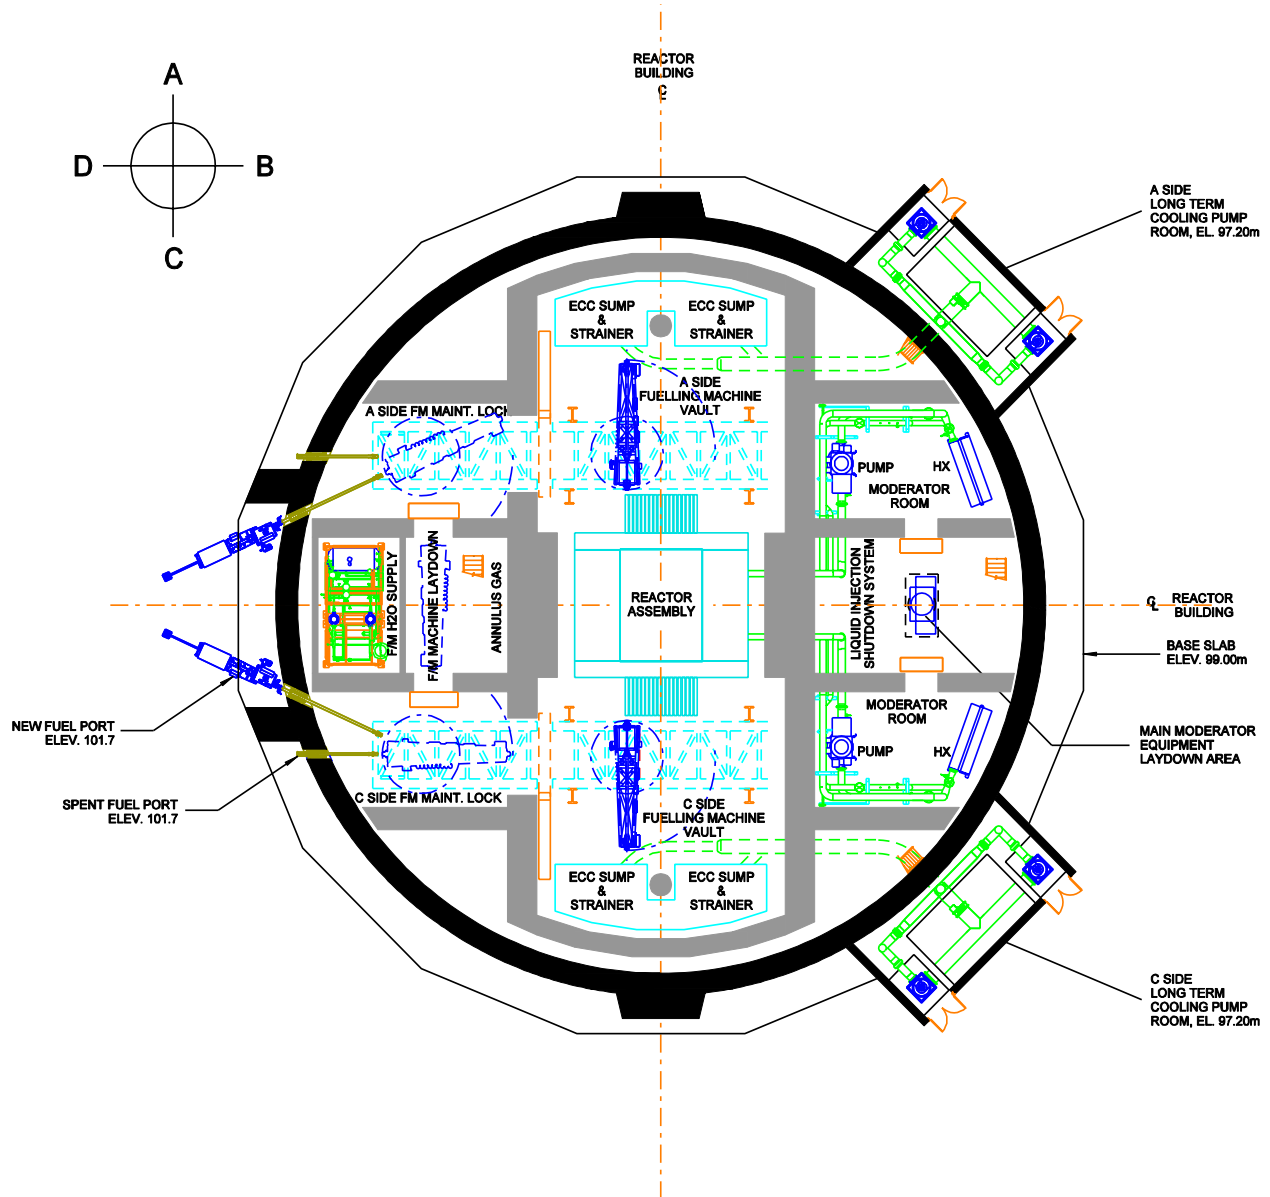 REACTOR
BUILDING
℄
A
D
B
C
A SIDE
LONG TERM
COOLING PUMP
ROOM, EL. 97.20m
ECC SUMP
&
STRAINER
ECC SUMP
&
STRAINER
A SIDE
FUELLING MACHINE
VAULT
A SIDE FM MAINT. LOCK
PUMP
HX
MODERATOR
ROOM
F/M H2O SUPPLY
F/M MACHINE LAYDOWN
ANNULUS GAS
REACTOR
ASSEMBLY
LIQUID INJECTION
SHUTDOWN SYSTEM
℄ REACTOR
BUILDING
BASE SLAB
ELEV. 99.00m
NEW FUEL PORT
ELEV. 101.7
MODERATOR
ROOM
PUMP
HX
MAIN MODERATOR
EQUIPMENT
LAYDOWN AREA
SPENT FUEL PORT
ELEV. 101.7
C SIDE FM MAINT. LOCK
C SIDE
FUELLING MACHINE
VAULT
ECC SUMP
&
STRAINER
ECC SUMP
&
STRAINER
C SIDE
LONG TERM
COOLING PUMP
ROOM, EL. 97.20m